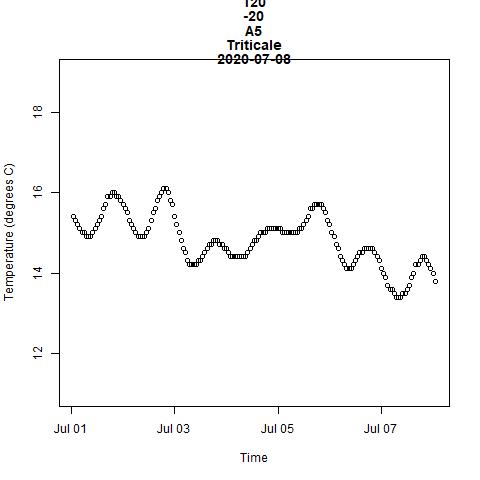 120
-20
A5
Triticale
2020-07-08
18
16
14
12
Temperature (degrees C)
Jul 01
Jul 03
Jul 05
Jul 07
Time